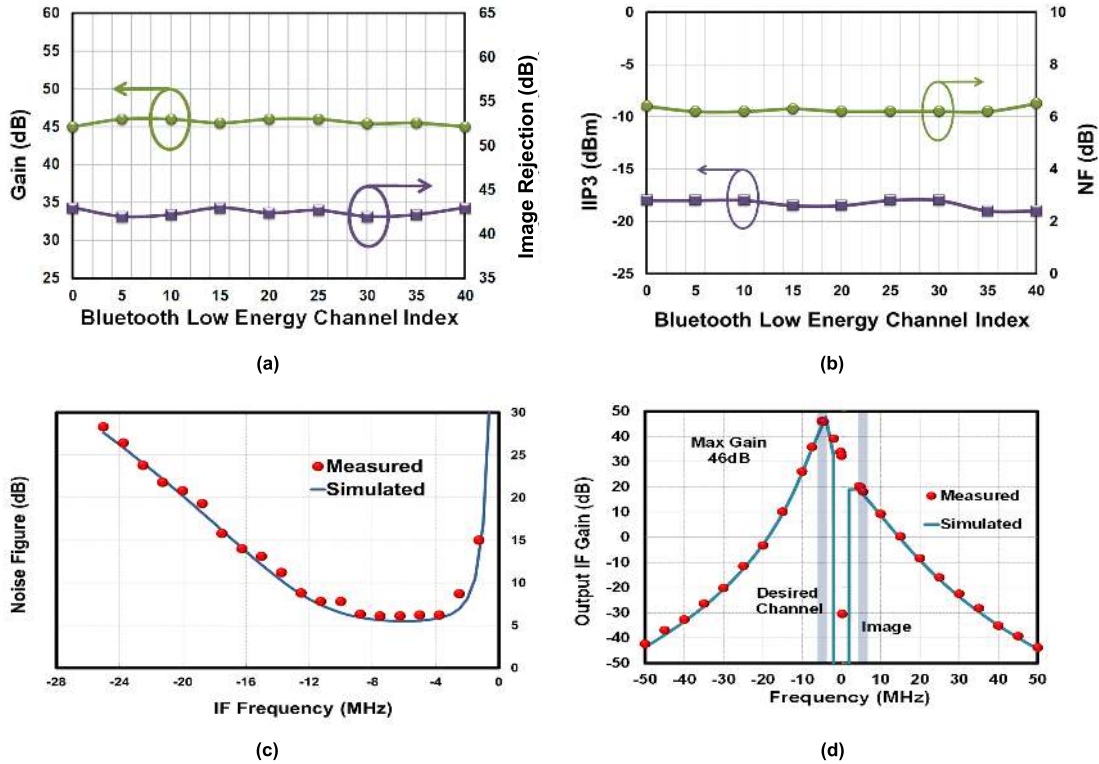 60
55
50
45
40
35
30
25
Gain (dB)
65
60
55
50
45
40
35
Image Rejection (dB)
0 5 10 15 20 25 30 35 40
Bluetooth Low Energy Channel Index
(a)
0
-5
-10
-15
-20
-25
IIP3 (dBm)
10
8
6
4
2
0
NF (dB)
0 5 10 15 20 25 30 35 40
Bluetooth Low Energy Channel Index
(b)
30
25
20
15
10
5
0
Noise Figure (dB)
Measured
Simulated
-28 -24 -20 -16 -12 -8 -4 0
IF Frequency (MHz)
(c)
50
40
30
20
10
0
-10
-20
-30
-40
-50
Output IF Gain (dB)
Max Gain
46dB
Measured
Simulated
Desired
Channel
Image
-50 -40 -30 -20 -10 0 10 20 30 40 50
Frequency (MHz)
(d)